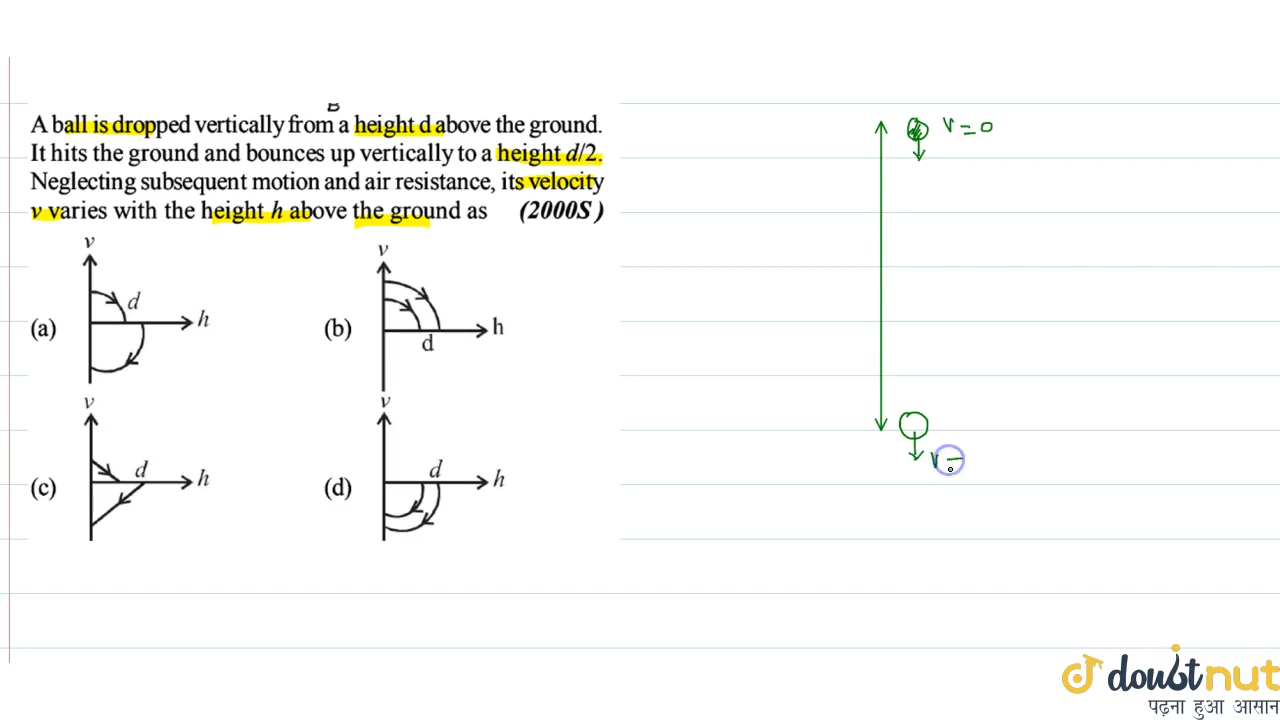 g
A ball is dropped vertically from a height d above the ground.
It hits the ground and bounces up vertically to a height d/2.
Neglecting subsequent motion and air resistance, its velocity
v varies with the height h above the ground as (2000S)
v
d
h
(a)
v
h
d
(b)
v
d
h
(c)
v
d
h
(d)
v=0
v=
doubtnut
पढ़ना हुआ आसान